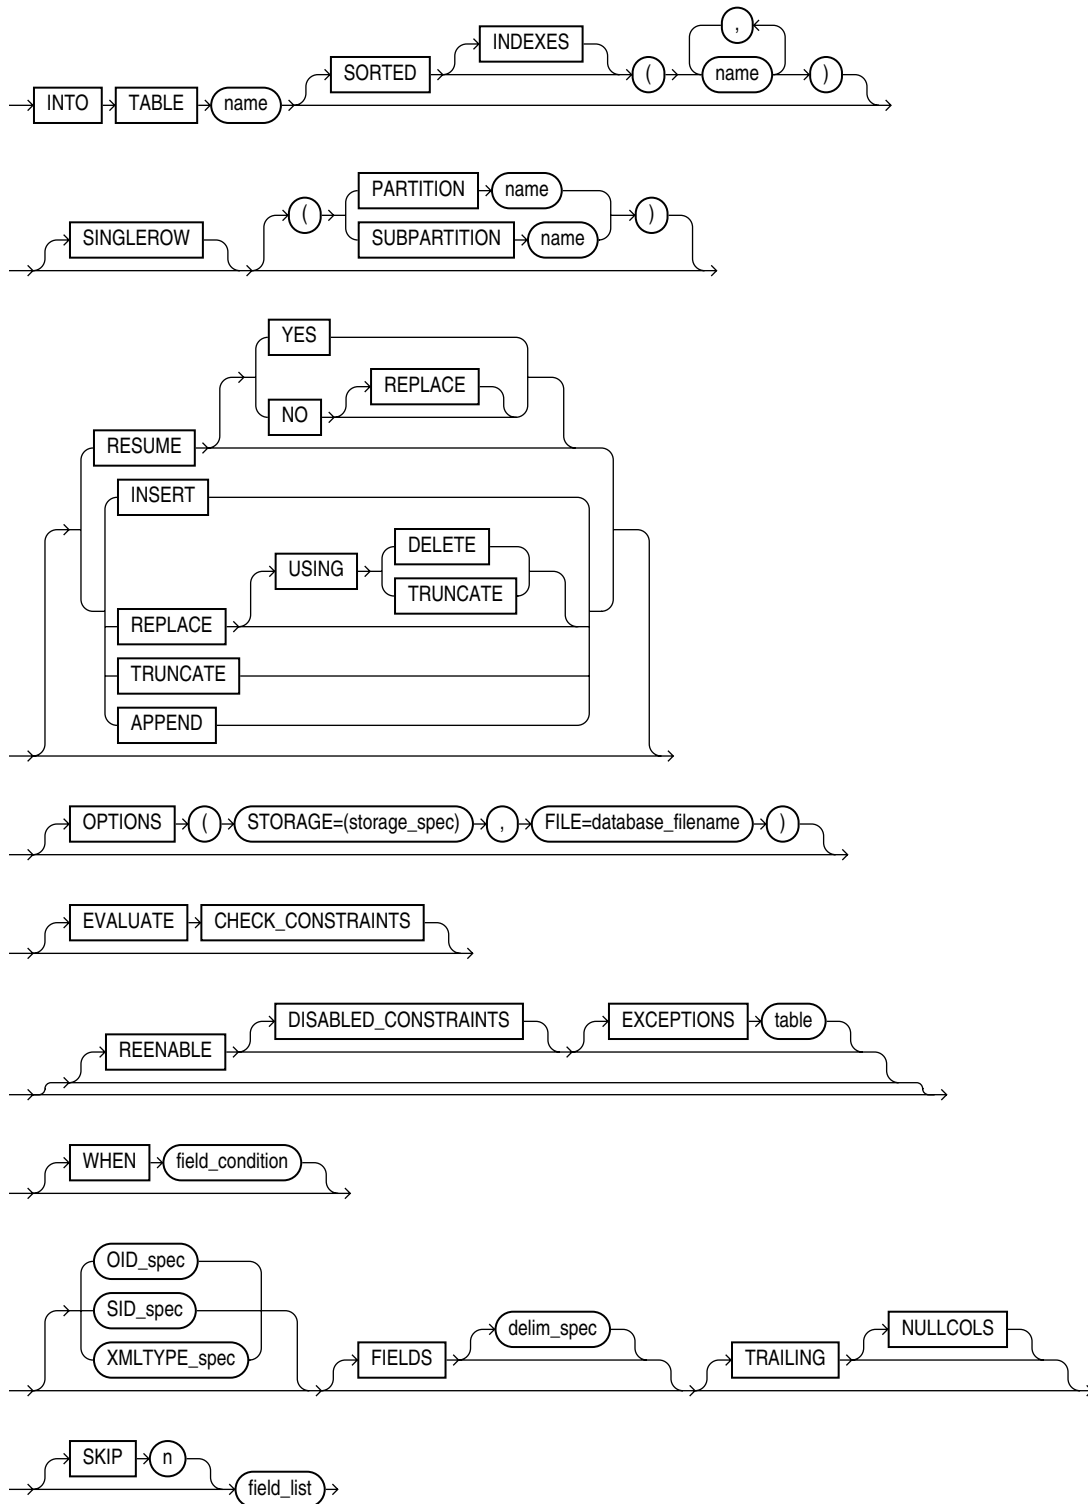 INDEXES ,
SORTED ( name )
INTO TABLE name
PARTITION name
SINGLEROW ( )
SUBPARTITION name
YES
REPLACE
NO
RESUME
INSERT
DELETE
USING
TRUNCATE
REPLACE
TRUNCATE
APPEND
OPTIONS ( STORAGE=(storage_spec) , FILE=database_filename )
EVALUATE CHECK_CONSTRAINTS
DISABLED_CONSTRAINTS EXCEPTIONS table
REENABLE
WHEN field_condition
OID_spec
SID_spec delim_spec NULLCOLS
XMLTYPE_spec FIELDS TRAILING
SKIP n
field_list